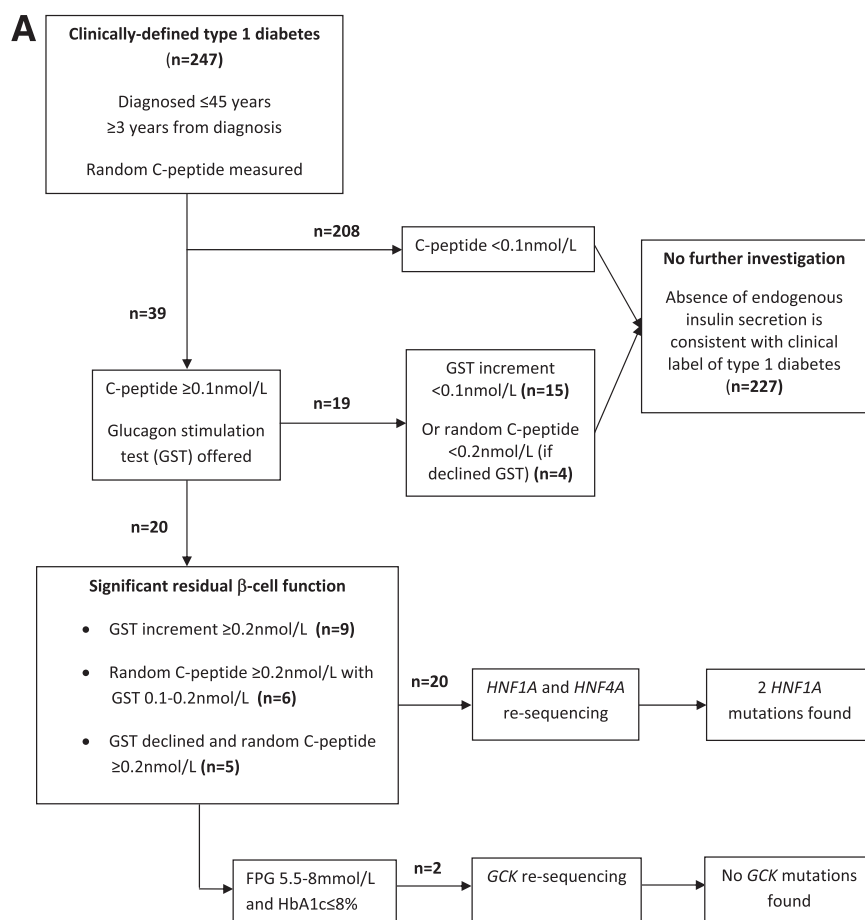 A
Clinically-defined type 1 diabetes
(n=247)
Diagnosed ≤45 years
≥3 years from diagnosis
Random C-peptide measured
n=208
C-peptide <0.1nmol/L
No further investigation
Absence of endogenous
insulin secretion is
consistent with clinical
label of type 1 diabetes
(n=227)
n=39
C-peptide ≥0.1nmol/L
Glucagon stimulation
test (GST) offered
n=19
GST increment
<0.1nmol/L (n=15)
Or random C-peptide
<0.2nmol/L (if
declined GST) (n=4)
n=20
Significant residual β-cell function
• GST increment ≥0.2nmol/L (n=9)
• Random C-peptide ≥0.2nmol/L with
GST 0.1-0.2nmol/L (n=6)
• GST declined and random C-peptide
≥0.2nmol/L (n=5)
n=20
HNF1A and HNF4A
re-sequencing
2 HNF1A
mutations found
FPG 5.5-8mmol/L
and HbA1c≤8%
n=2
GCK re-sequencing
No GCK mutations
found